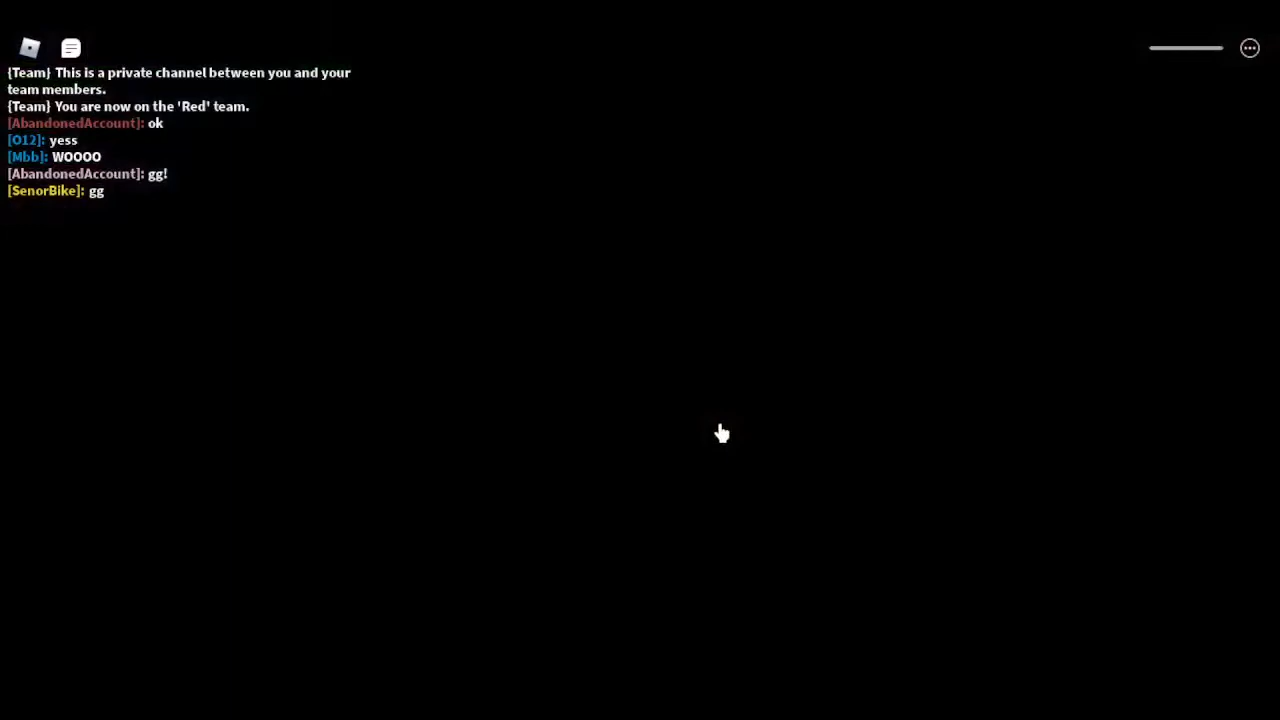 {Team} This is a private channel between you and your
team members.
{Team} You are now on the 'Red' team.
[AbandonedAccount]: ok
[O12]: yess
[Mbb]: WOOOO
[AbandonedAccount]: gg!
[SenorBike]: gg